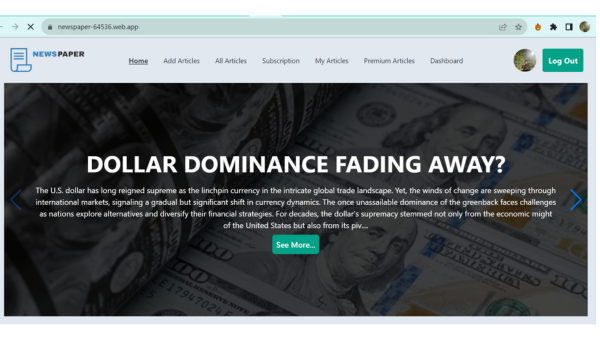 newspaper-64536.web.app
NEWSPAPER
Home Add Articles All Articles Subscription My Articles Premium Articles Dashboard Log Out
DOLLAR DOMINANCE FADING AWAY?
The U.S. dollar has long reigned supreme as the linchpin currency in the intricate global trade landscape. Yet, the winds of change are sweeping through
international markets, signaling a gradual but significant shift in currency dynamics. The once unassailable dominance of the greenback faces challenges
as nations explore alternatives and diversify their financial strategies. For decades, the dollar's supremacy stemmed not only from the economic might
of the United States but also from its piv....
See More...